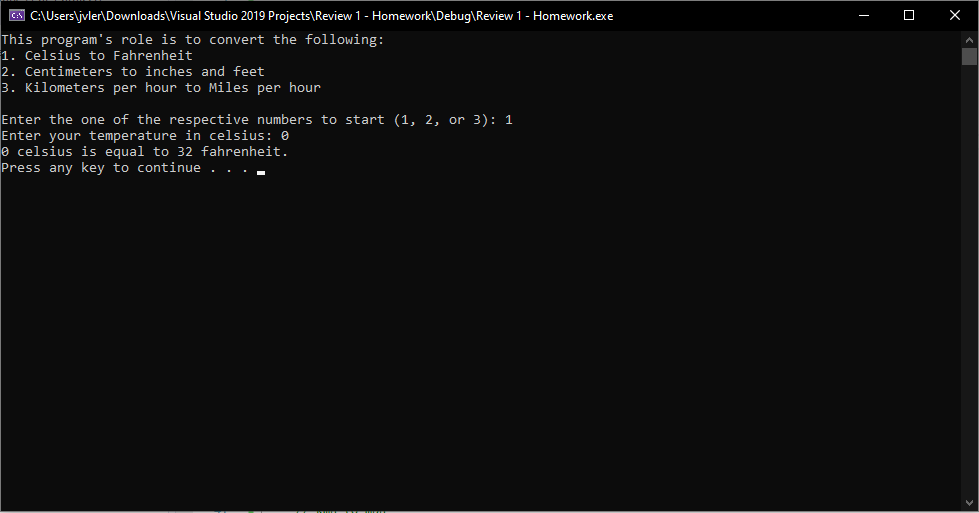 C:\Users\jvler\Downloads\Visual Studio 2019 Projects\Review 1 - Homework\Debug\Review 1 - Homework.exe
This program's role is to convert the following:
1. Celsius to Fahrenheit
2. Centimeters to inches and feet
3. Kilometers per hour to Miles per hour
Enter the one of the respective numbers to start (1, 2, or 3): 1
Enter your temperature in celsius: 0
0 celsius is equal to 32 fahrenheit.
Press any key to continue . . .